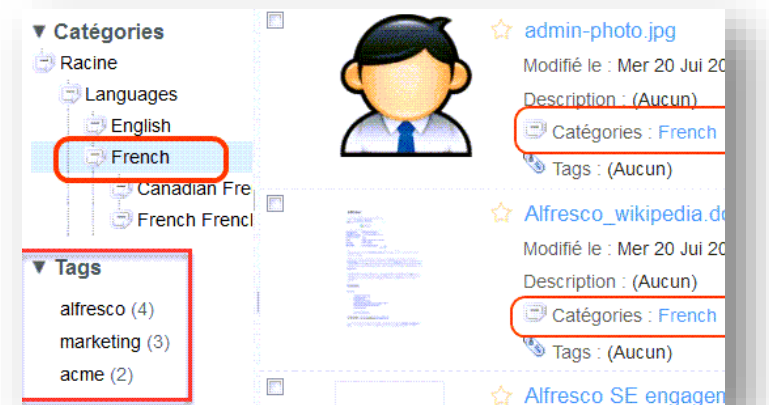 ▼ Catégories
Racine
Languages
English
French
Canadian Fre
French Frencl
▼ Tags
alfresco (4)
marketing (3)
acme (2)
admin-photo.jpg
Modifié le : Mer 20 Jui 20
Description : (Aucun)
Catégories : French
Tags : (Aucun)
Alfresco_wikipedia.do
Modifié le : Mer 20 Jui 20
Description : (Aucun)
Catégories : French
Tags : (Aucun)
Alfresco SE engagem